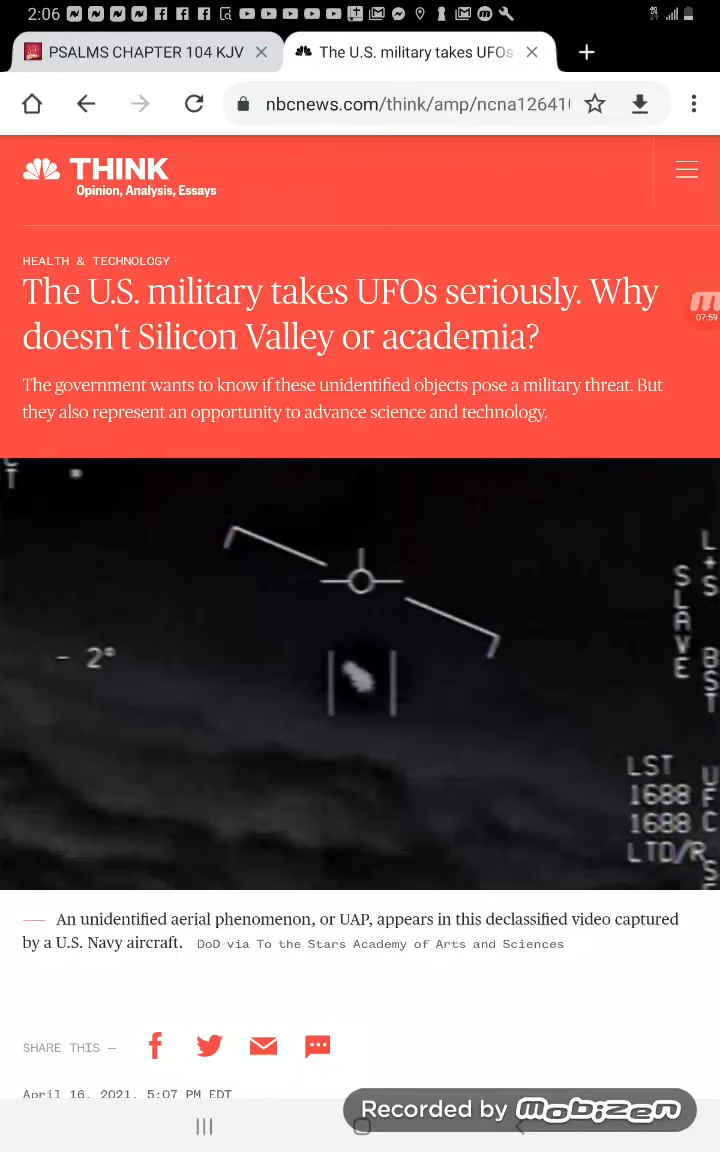 2:06
PSALMS CHAPTER 104 KJV
The U.S. military takes UFOs
nbcnews.com/think/amp/ncna12641
THINK
Opinion, Analysis, Essays
HEALTH & TECHNOLOGY
The U.S. military takes UFOs seriously. Why
doesn't Silicon Valley or academia?
07:59
The government wants to know if these unidentified objects pose a military threat. But
they also represent an opportunity to advance science and technology.
- 2°
SLAVE
L+S
BST
LST
1688
1688
LTD/R
UFC
An unidentified aerial phenomenon, or UAP, appears in this declassified video captured
by a U.S. Navy aircraft. DoD via To the Stars Academy of Arts and Sciences
SHARE THIS —
April 16, 2021, 5:07 PM EDT
Recorded by mobizen